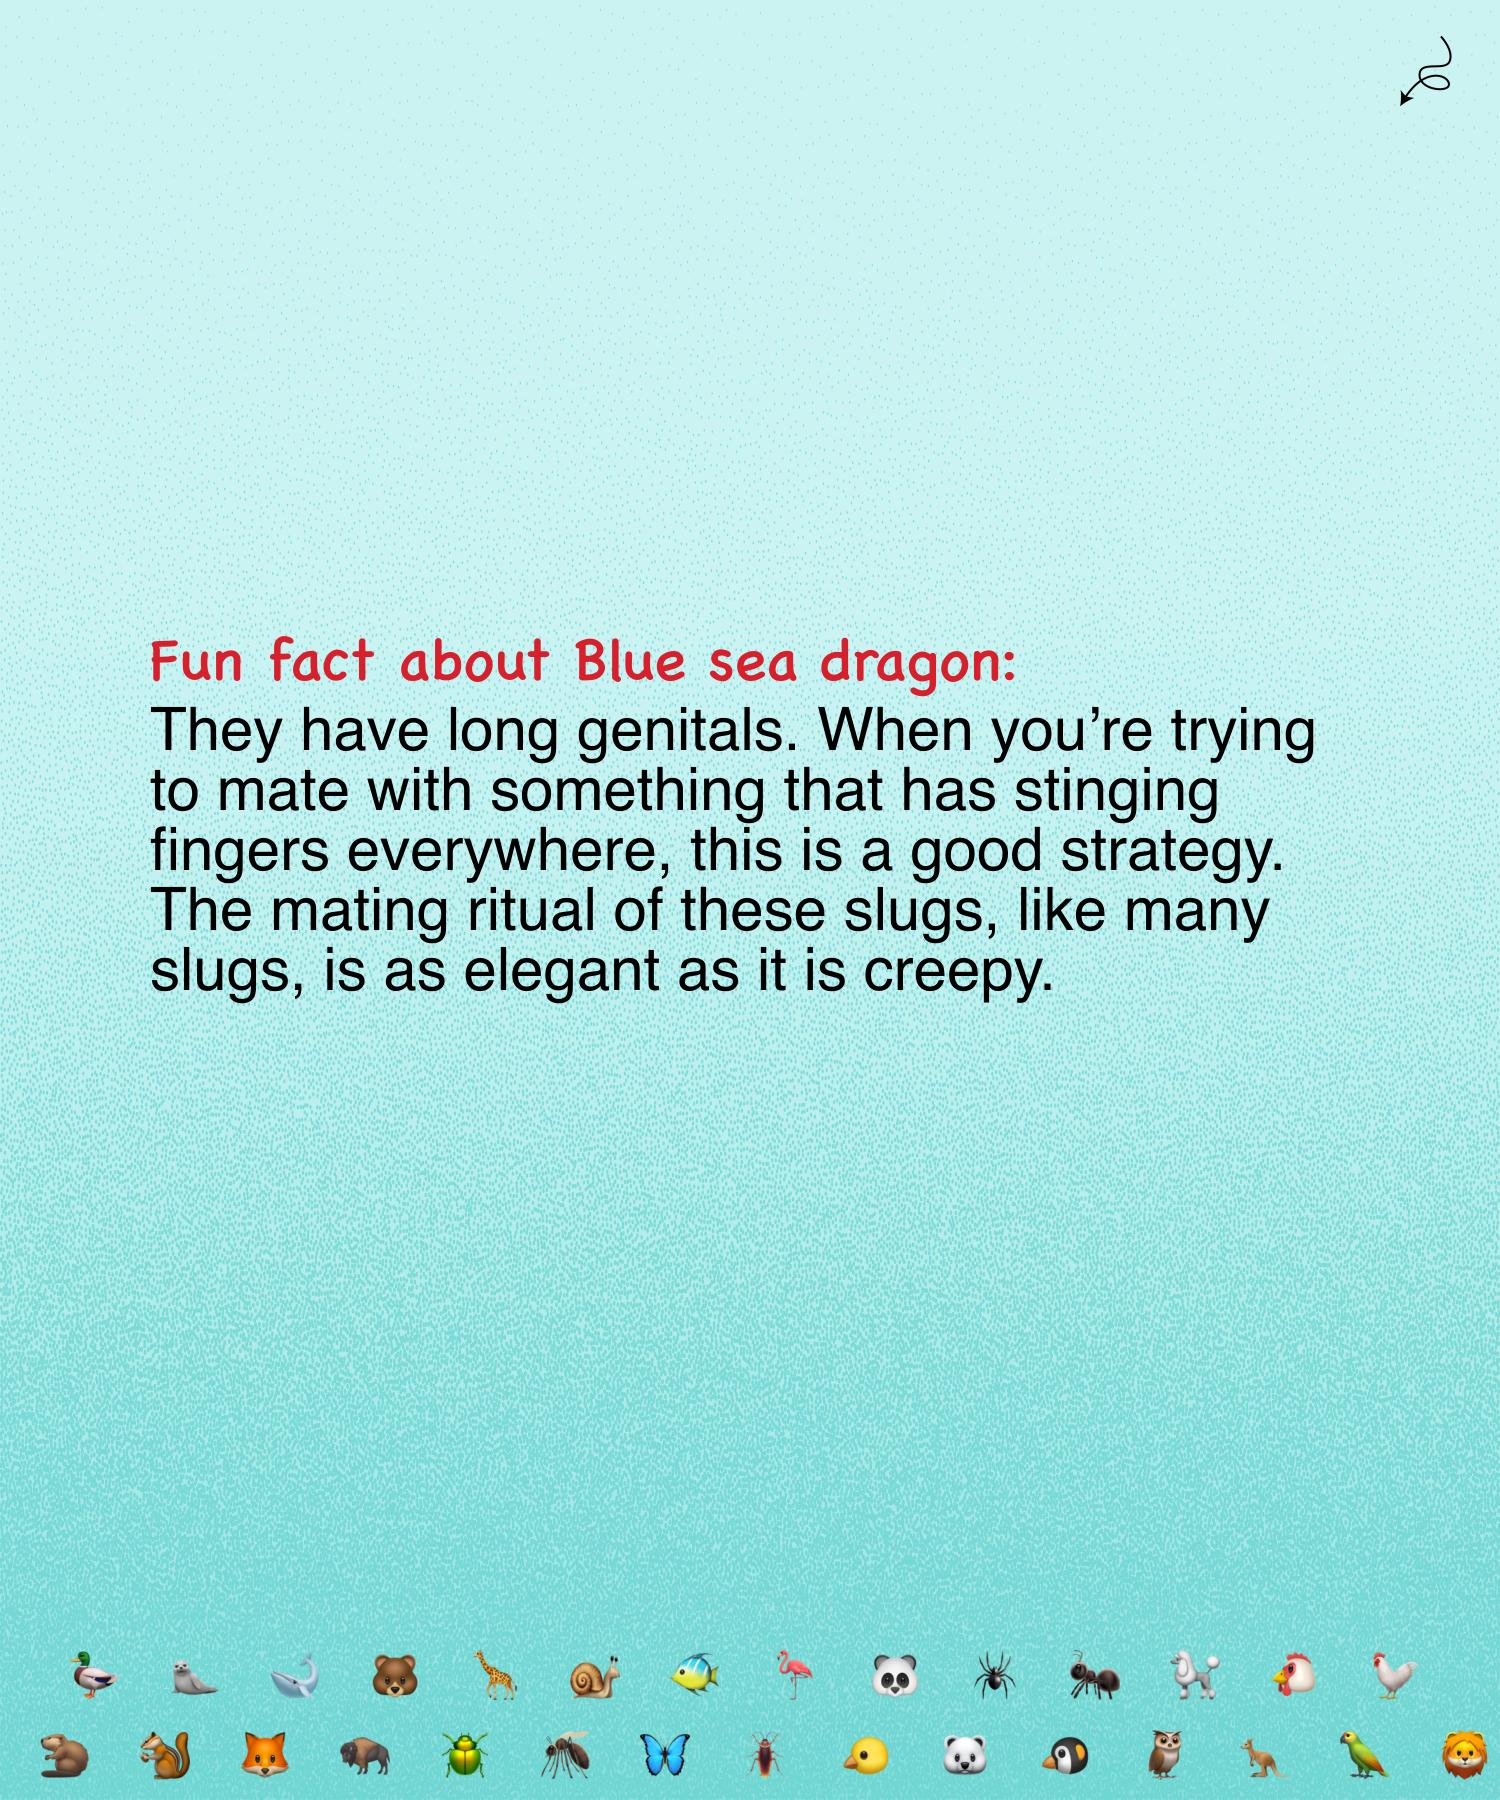 Fun fact about Blue sea dragon:
They have long genitals. When you’re trying
to mate with something that has stinging
fingers everywhere, this is a good strategy.
The mating ritual of these slugs, like many
slugs, is as elegant as it is creepy.